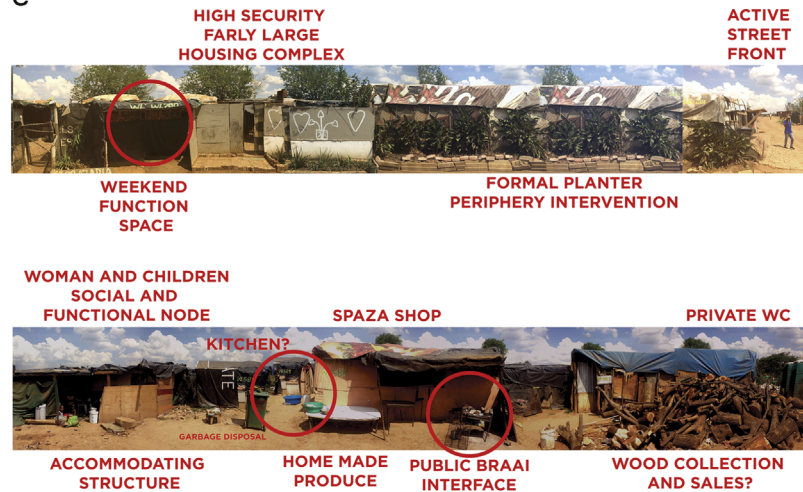 HIGH SECURITY
FARLY LARGE
HOUSING COMPLEX
ACTIVE
STREET
FRONT
WEEKEND
FUNCTION
SPACE
FORMAL PLANTER
PERIPHERY INTERVENTION
WOMAN AND CHILDREN
SOCIAL AND
FUNCTIONAL NODE
SPAZA SHOP
PRIVATE WC
KITCHEN?
GARBAGE DISPOSAL
ACCOMMODATING
STRUCTURE
HOME MADE
PRODUCE
PUBLIC BRAAI
INTERFACE
WOOD COLLECTION
AND SALES?